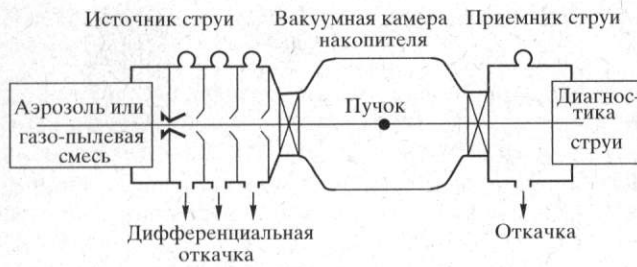 Источник струи
Вакуумная камера
накопителя
Приемник струи
Аэрозоль или
газо-пылевая
смесь
Пучок
Диагнос-
тика
струи
Дифференциальная
откачка
Откачка